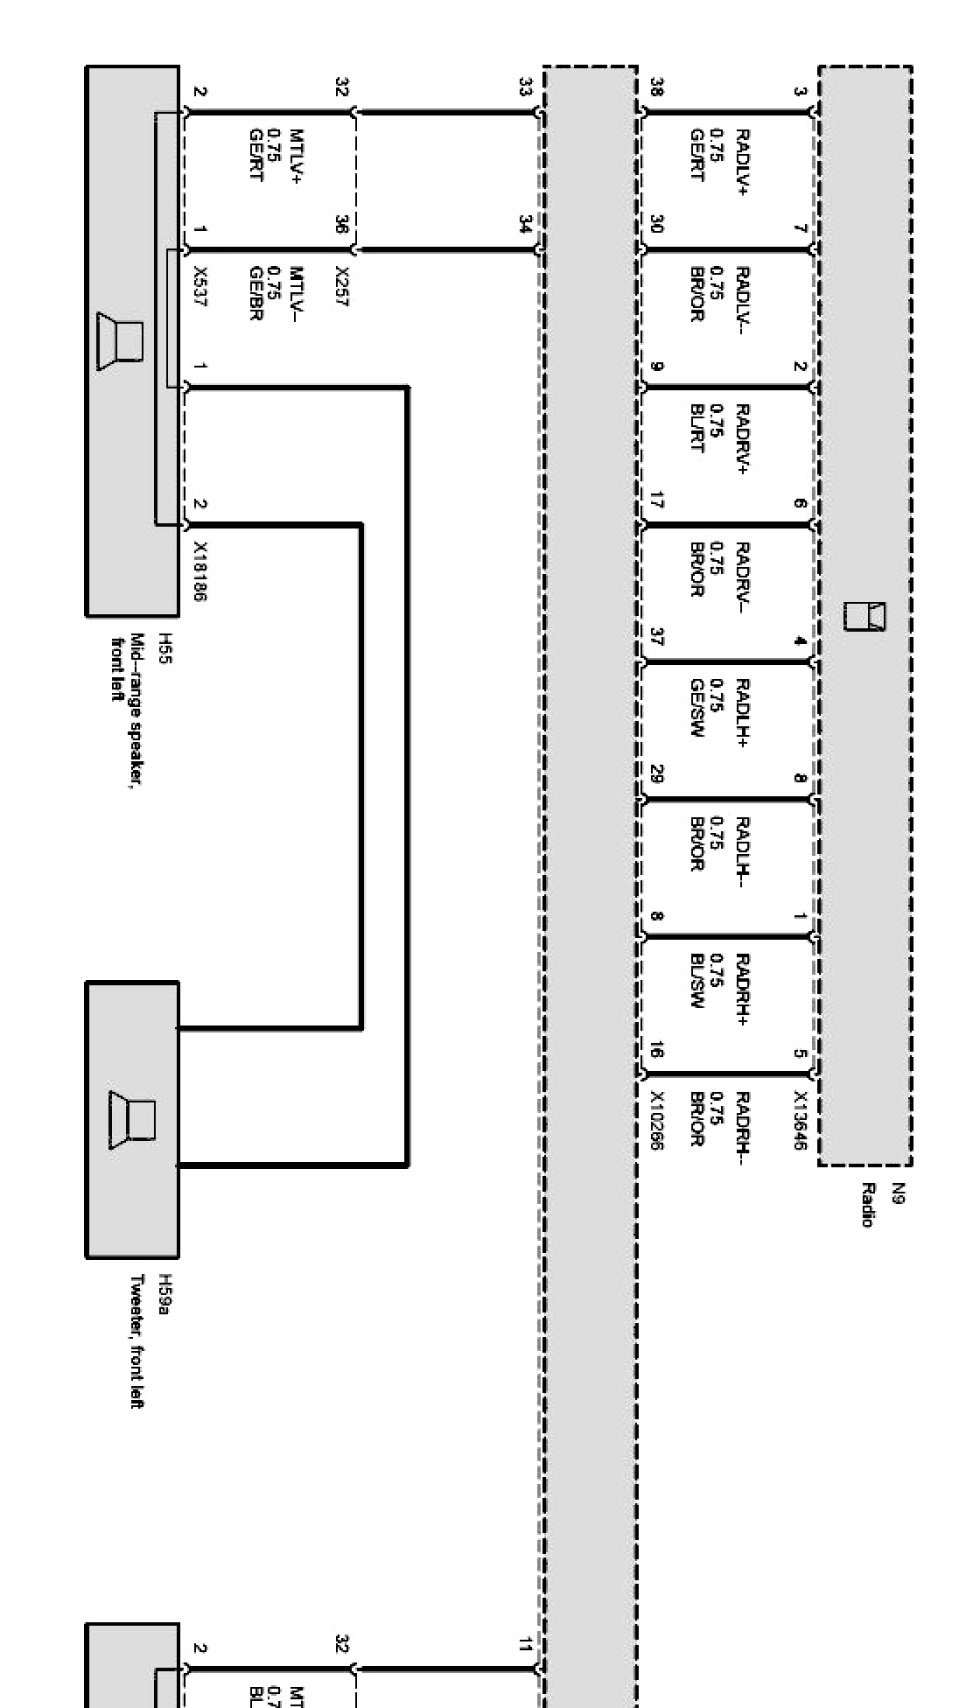 N9
Radio
3
7
2
6
4
8
1
5
X13646
RADLV+
0.75
GE/RT
RADLV--
0.75
BR/OR
RADRV+
0.75
BL/RT
RADRV--
0.75
BR/OR
RADLH+
0.75
GE/SW
RADLH--
0.75
BR/OR
RADRH+
0.75
BL/SW
RADRH--
0.75
BR/OR
38
30
9
17
37
29
8
16
X10266
33
34
11
32
36
X257
32
MTLV+
0.75
GE/RT
MTLV--
0.75
GE/BR
2
1
X537
1
2
X18186
2
H55
Mid--range speaker,
front left
H59a
Tweeter, front left